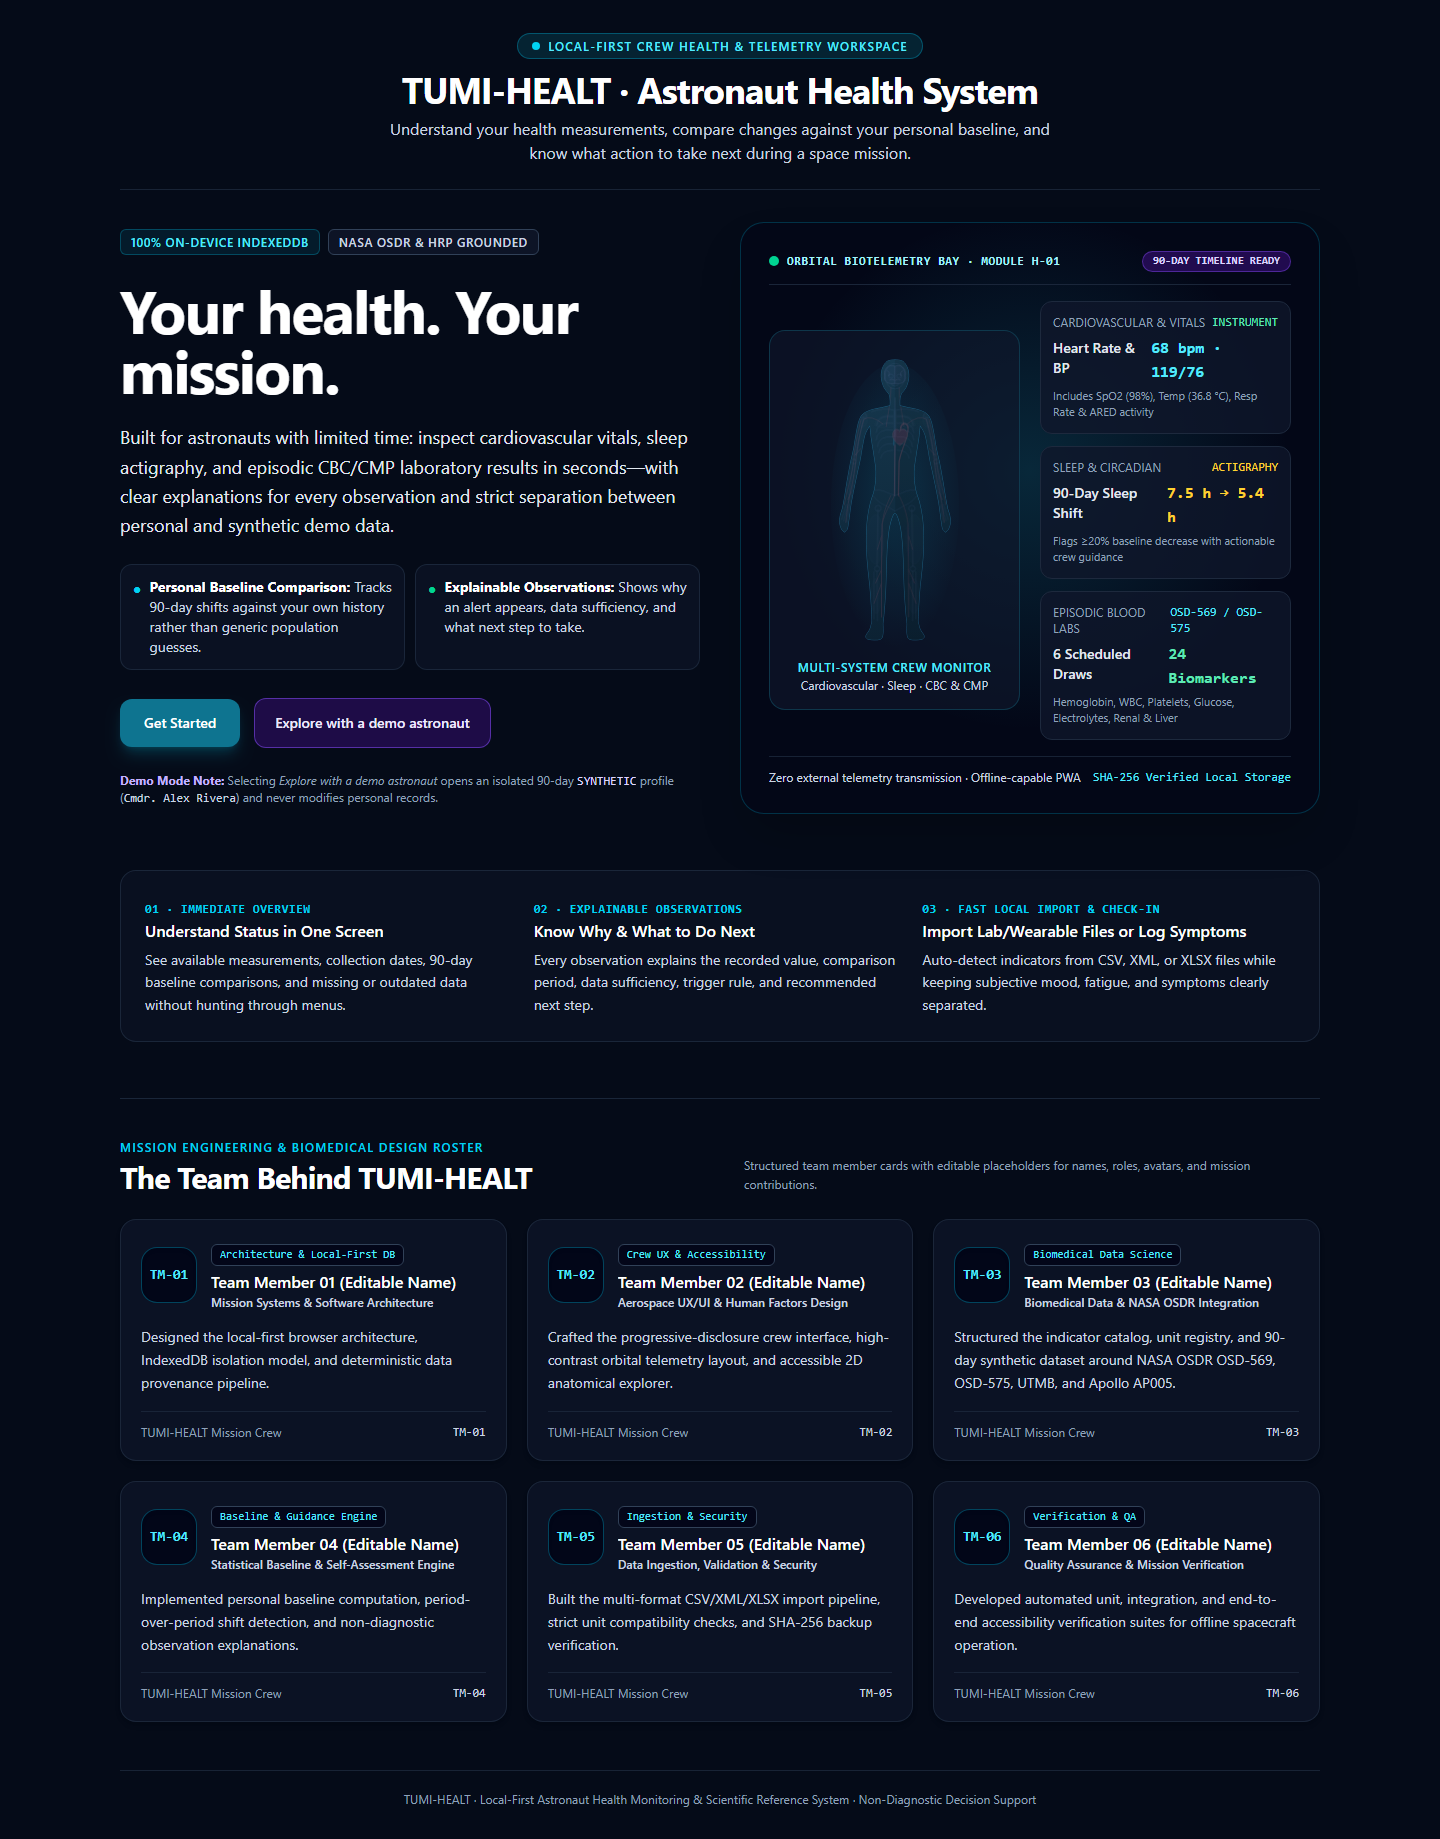 LOCAL-FIRST CREW HEALTH & TELEMETRY WORKSPACE
TUMI-HEALT · Astronaut Health System
Understand your health measurements, compare changes against your personal baseline, and
know what action to take next during a space mission.
100% ON-DEVICE INDEXEDDB
NASA OSDR & HRP GROUNDED
Your health. Your
mission.
Built for astronauts with limited time: inspect cardiovascular vitals, sleep
actigraphy, and episodic CBC/CMP laboratory results in seconds—with
clear explanations for every observation and strict separation between
personal and synthetic demo data.
Personal Baseline Comparison: Tracks
90-day shifts against your own history
rather than generic population
guesses.
Explainable Observations: Shows why
an alert appears, data sufficiency, and
what next step to take.
Get Started
Explore with a demo astronaut
Demo Mode Note: Selecting Explore with a demo astronaut opens an isolated 90-day SYNTHETIC profile
(Cmdr. Alex Rivera) and never modifies personal records.
ORBITAL BIOTELEMETRY BAY · MODULE H-01
90-DAY TIMELINE READY
MULTI-SYSTEM CREW MONITOR
Cardiovascular · Sleep · CBC & CMP
CARDIOVASCULAR & VITALS
INSTRUMENT
Heart Rate &
BP
68 bpm ·
119/76
Includes SpO2 (98%), Temp (36.8 °C), Resp
Rate & ARED activity
SLEEP & CIRCADIAN
ACTIGRAPHY
90-Day Sleep
Shift
7.5 h → 5.4
h
Flags ≥20% baseline decrease with actionable
crew guidance
EPISODIC BLOOD
LABS
OSD-569 / OSD-
575
6 Scheduled
Draws
24
Biomarkers
Hemoglobin, WBC, Platelets, Glucose,
Electrolytes, Renal & Liver
Zero external telemetry transmission · Offline-capable PWA
SHA-256 Verified Local Storage
01 · IMMEDIATE OVERVIEW
Understand Status in One Screen
See available measurements, collection dates, 90-day
baseline comparisons, and missing or outdated data
without hunting through menus.
02 · EXPLAINABLE OBSERVATIONS
Know Why & What to Do Next
Every observation explains the recorded value, comparison
period, data sufficiency, trigger rule, and recommended
next step.
03 · FAST LOCAL IMPORT & CHECK-IN
Import Lab/Wearable Files or Log Symptoms
Auto-detect indicators from CSV, XML, or XLSX files while
keeping subjective mood, fatigue, and symptoms clearly
separated.
MISSION ENGINEERING & BIOMEDICAL DESIGN ROSTER
The Team Behind TUMI-HEALT
Structured team member cards with editable placeholders for names, roles, avatars, and mission
contributions.
TM-01
Architecture & Local-First DB
Team Member 01 (Editable Name)
Mission Systems & Software Architecture
Designed the local-first browser architecture,
IndexedDB isolation model, and deterministic data
provenance pipeline.
TUMI-HEALT Mission Crew
TM-01
TM-02
Crew UX & Accessibility
Team Member 02 (Editable Name)
Aerospace UX/UI & Human Factors Design
Crafted the progressive-disclosure crew interface, high-
contrast orbital telemetry layout, and accessible 2D
anatomical explorer.
TUMI-HEALT Mission Crew
TM-02
TM-03
Biomedical Data Science
Team Member 03 (Editable Name)
Biomedical Data & NASA OSDR Integration
Structured the indicator catalog, unit registry, and 90-
day synthetic dataset around NASA OSDR OSD-569,
OSD-575, UTMB, and Apollo AP005.
TUMI-HEALT Mission Crew
TM-03
TM-04
Baseline & Guidance Engine
Team Member 04 (Editable Name)
Statistical Baseline & Self-Assessment Engine
Implemented personal baseline computation, period-
over-period shift detection, and non-diagnostic
observation explanations.
TUMI-HEALT Mission Crew
TM-04
TM-05
Ingestion & Security
Team Member 05 (Editable Name)
Data Ingestion, Validation & Security
Built the multi-format CSV/XML/XLSX import pipeline,
strict unit compatibility checks, and SHA-256 backup
verification.
TUMI-HEALT Mission Crew
TM-05
TM-06
Verification & QA
Team Member 06 (Editable Name)
Quality Assurance & Mission Verification
Developed automated unit, integration, and end-to-
end accessibility verification suites for offline spacecraft
operation.
TUMI-HEALT Mission Crew
TM-06
TUMI-HEALT · Local-First Astronaut Health Monitoring & Scientific Reference System · Non-Diagnostic Decision Support